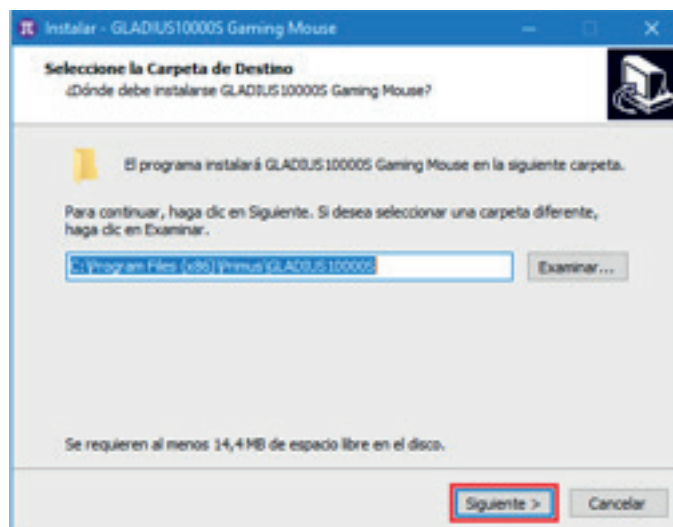 Instalar - GLADIUS10000S Gaming Mouse
Seleccione la Carpeta de Destino
¿Dónde debe instalarse GLADIUS10000S Gaming Mouse?
El programa instalará GLADIUS10000S Gaming Mouse en la siguiente carpeta.
Para continuar, haga clic en Siguiente. Si desea seleccionar una carpeta diferente,
haga clic en Examinar.
C:\Program Files (x86)\Primus\GLADIUS10000S
Examinar...
Se requieren al menos 14,4 MB de espacio libre en el disco.
Siguiente >
Cancelar